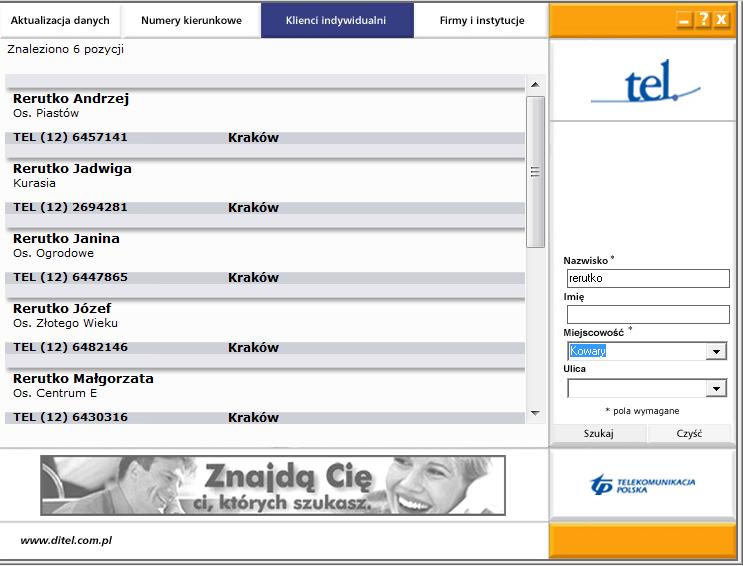 Aktualizacja danych
Numery kierunkowe
Klienci indywidualni
Firmy i instytucje
? X
Znaleziono 6 pozycji
Rerutko Andrzej
Os. Piastów
TEL (12) 6457141 Kraków
Rerutko Jadwiga
Kurasia
TEL (12) 2694281 Kraków
Rerutko Janina
Os. Ogrodowe
TEL (12) 6447865 Kraków
Rerutko Józef
Os. Złotego Wieku
TEL (12) 6482146 Kraków
Rerutko Małgorzata
Os. Centrum E
TEL (12) 6430316 Kraków
tel.
Nazwisko *
rerutko
Imię
Miejscowość *
Kowary
Ulica
* pola wymagane
Szukaj
Czyść
Znajdą Cię
ci, których szukasz.
tp TELEKOMUNIKACJA
POLSKA
www.ditel.com.pl